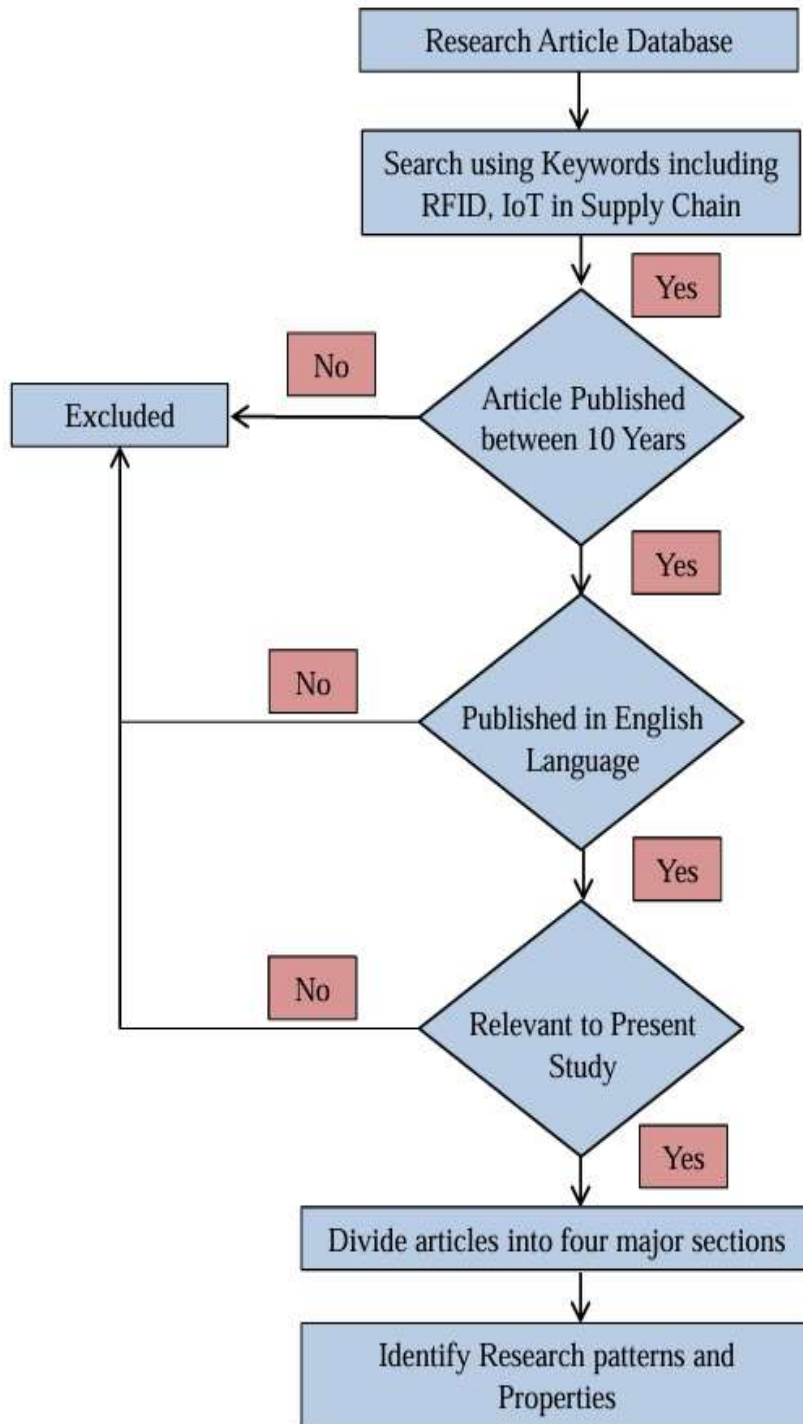 Research Article Database
Search using Keywords including
RFID, IoT in Supply Chain
Yes
No
Excluded
Article Published
between 10 Years
Yes
No
Published in English
Language
Yes
No
Relevant to Present
Study
Yes
Divide articles into four major sections
Identify Research patterns and
Properties